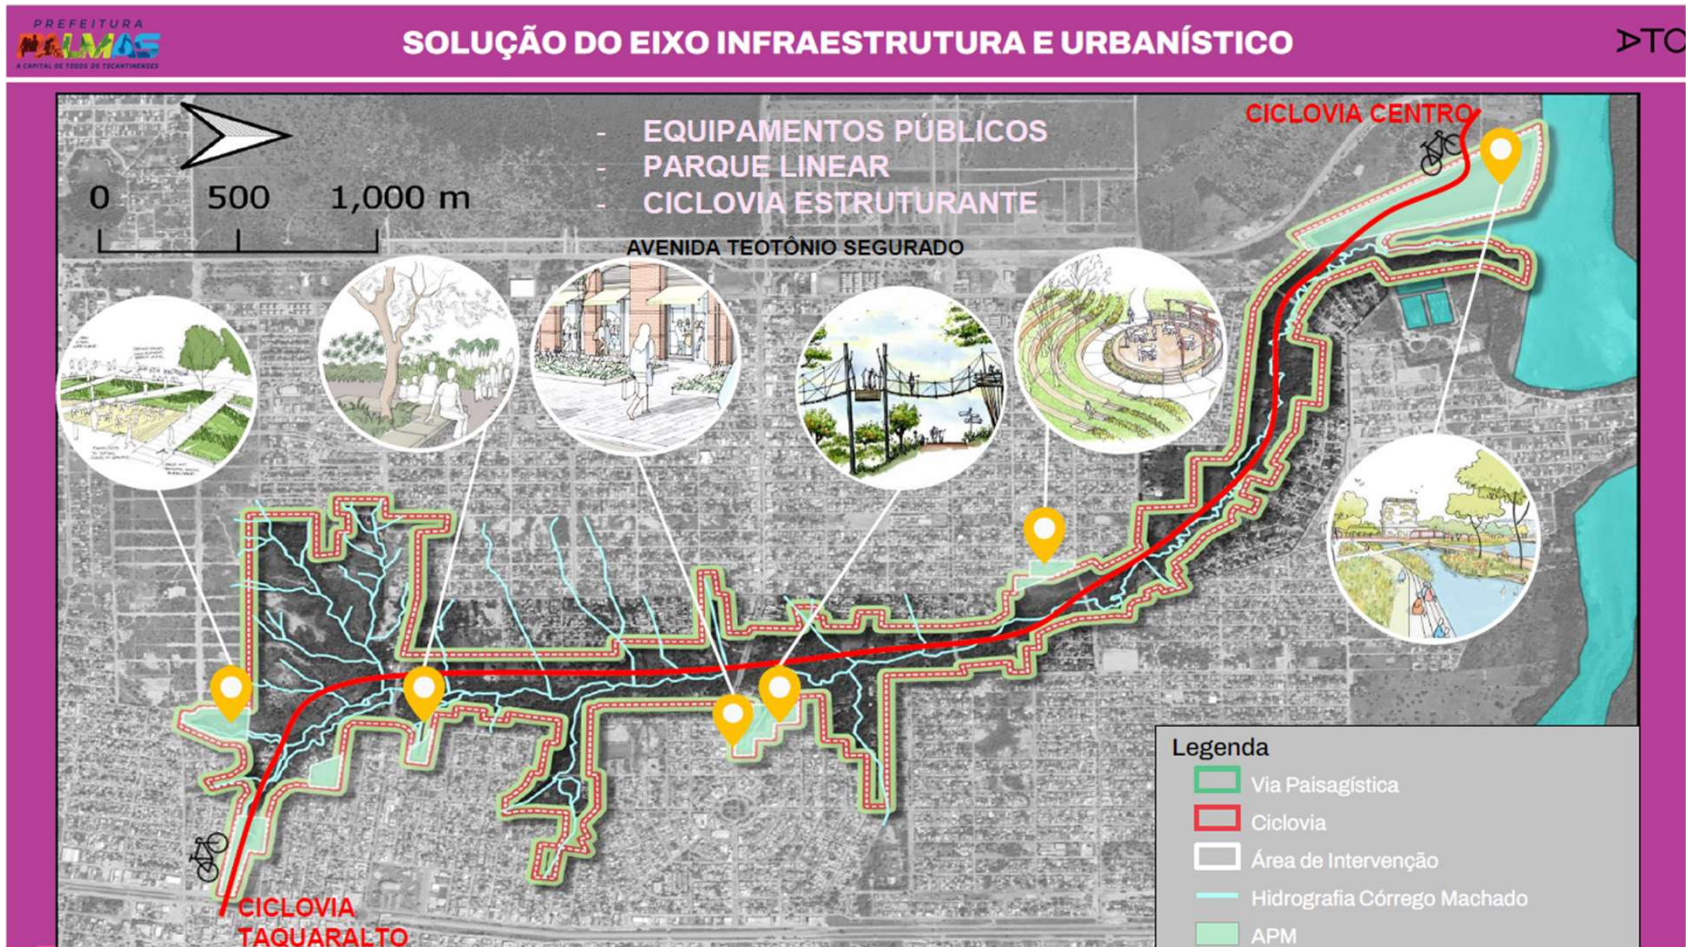 PREFEITURA
PALMAS
A CAPITAL DE TODOS OS TOCANTINENSES
SOLUÇÃO DO EIXO INFRAESTRUTURA E URBANÍSTICO
ATO
CICLOVIA CENTRO
- EQUIPAMENTOS PÚBLICOS
- PARQUE LINEAR
- CICLOVIA ESTRUTURANTE
0 500 1,000 m
AVENIDA TEOTÔNIO SEGURADO
CICLOVIA
TAQUARALTO
Legenda
Via Paisagística
Ciclovia
Área de Intervenção
Hidrografia Córrego Machado
APM